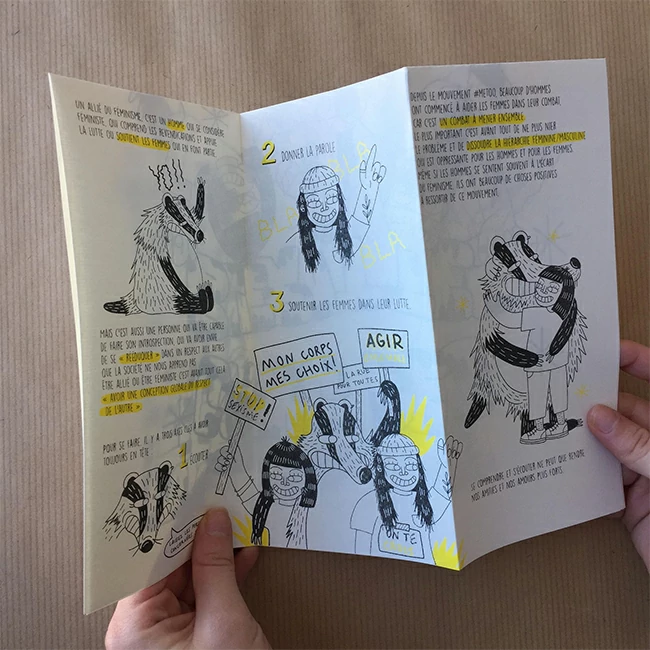 UN ALLIÉ DU FÉMINISME, C'EST UN HOMME QUI SE CONSIDÈRE
FÉMINISTE, QUI COMPREND LES REVENDICATIONS ET APPUIE
LA LUTTE OU SOUTIENT LES FEMMES QUI EN FONT PARTIE.
YO!!!
MAIS C'EST AUSSI UNE PERSONNE QUI VA ÊTRE CAPABLE
DE FAIRE SON INTROSPECTION, QUI VA AVOIR ENVIE
DE SE « RÉÉDUQUER » DANS UN RESPECT AUX AUTRES
QUE LA SOCIÉTÉ NE NOUS APPREND PAS.
ÊTRE ALLIÉ OU ÊTRE FÉMINISTE C'EST AVANT TOUT CELA
« AVOIR UNE CONCEPTION GLOBALE DU RESPECT
DE L'AUTRE »
POUR SE FAIRE, IL Y A TROIS AXES CLÉS À AVOIR
TOUJOURS EN TÊTE
1 ÉCOUTER
2 DONNER LA PAROLE
BLA
BLA
BLA
3 SOUTENIR LES FEMMES DANS LEUR LUTTE.
STOP!
SEXISME!
MON CORPS
MES CHOIX!
LA RUE
POUR TOUTES
AGIR
ON TE
DEPUIS LE MOUVEMENT #METOO BEAUCOUP D'HOMMES
ONT COMMENCÉ À AIDER LES FEMMES DANS LEUR COMBAT,
CAR C'EST UN COMBAT À MENER ENSEMBLE.
LE PLUS IMPORTANT C'EST AVANT TOUT DE NE PLUS NIER
LE PROBLÈME ET DE DISSOUDRE LA HIÉRARCHIE FÉMININE/MASCULINE
QUI EST OPPRESSANTE POUR LES HOMMES ET POUR LES FEMMES.
MÊME SI LES HOMMES SE SENTENT SOUVENT À L'ÉCART
DU FÉMINISME, ILS ONT BEAUCOUP DE CHOSES POSITIVES
À RESSORTIR DE CE MOUVEMENT.
SE COMPRENDRE ET S'ÉCOUTER NE PEUT QUE RENDRE
NOS AMITIÉS ET NOS AMOURS PLUS FORTS.